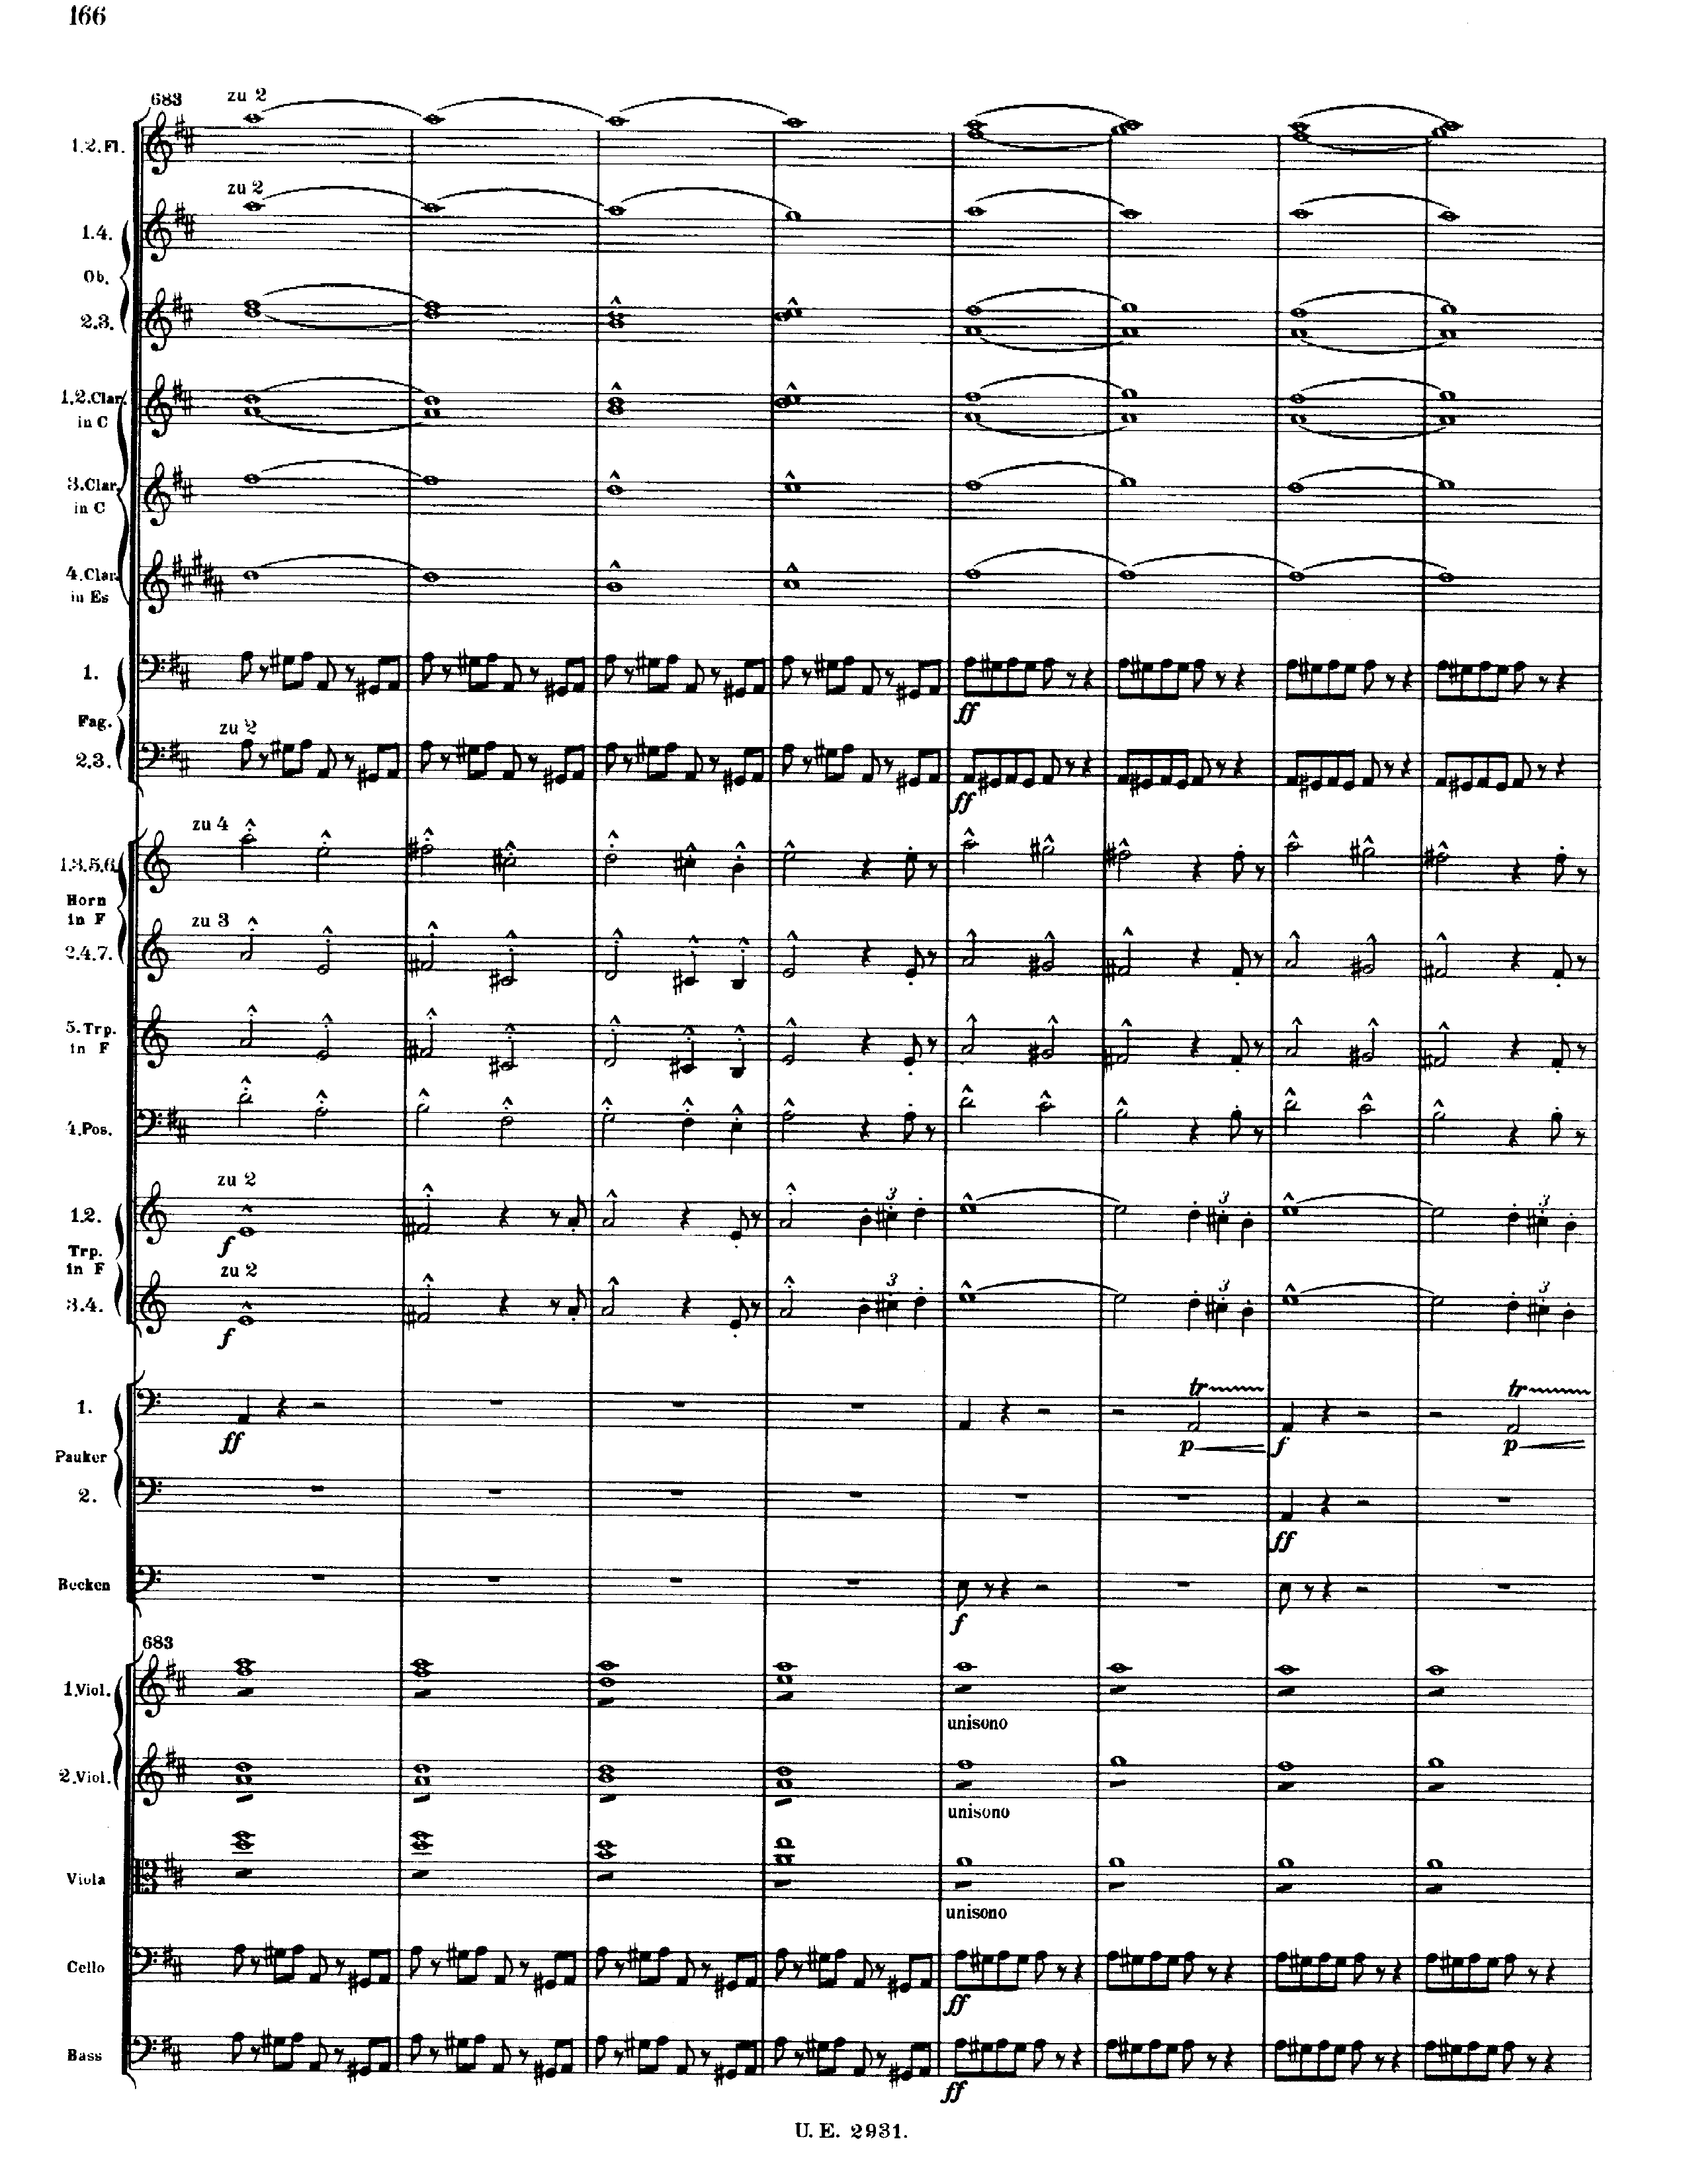 166
683
zu 2
1.2. Fl.
zu 2
1.4.
Ob.
2.3.
1.2. Clar.
in C
3. Clar.
in C
4. Clar.
in Es
1.
Fag.
zu 2
2.3.
ff
ff
zu 4
1.3.5.6.
Horn
in F
zu 3
2.4.7.
5. Trp.
in F
4. Pos.
zu 2
1.2.
3
3
3
f
Trp.
in F
zu 2
3.4.
3
3
3
f
tr
tr
1.
ff
p
f
p
Pauker
2.
ff
Becken
f
683
1. Viol.
unisono
2. Viol.
unisono
Viola
unisono
Cello
ff
Bass
ff
U. E. 2931.